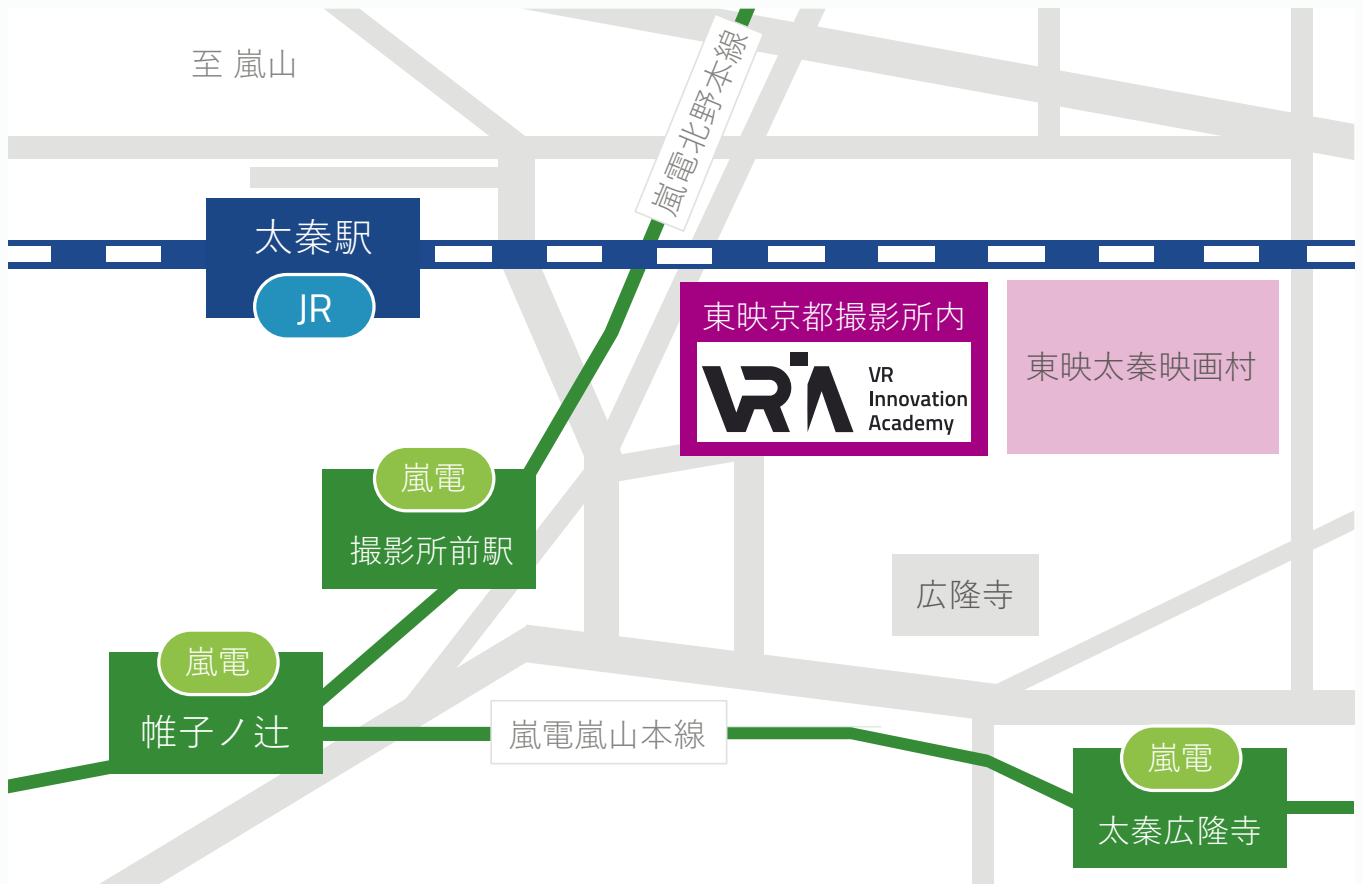 至 嵐山
嵐電北野本線
太秦駅
JR
東映京都撮影所内
VRIA
VR
Innovation
Academy
東映太秦映画村
嵐電
撮影所前駅
広隆寺
嵐電
帷子ノ辻
嵐電嵐山本線
嵐電
太秦広隆寺